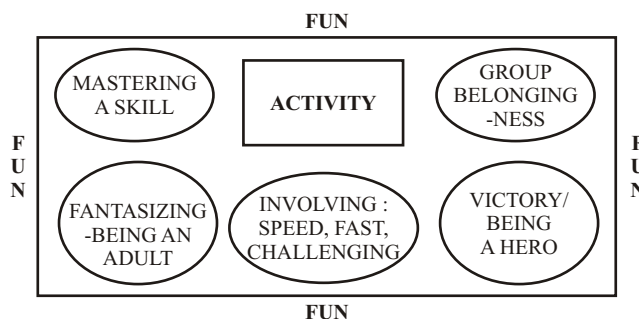 FUN
MASTERING
A SKILL
ACTIVITY
GROUP
BELONGING
-NESS
F
U
N
F
U
N
FANTASIZING
-BEING AN
ADULT
INVOLVING :
SPEED, FAST,
CHALLENGING
VICTORY/
BEING
A HERO
FUN